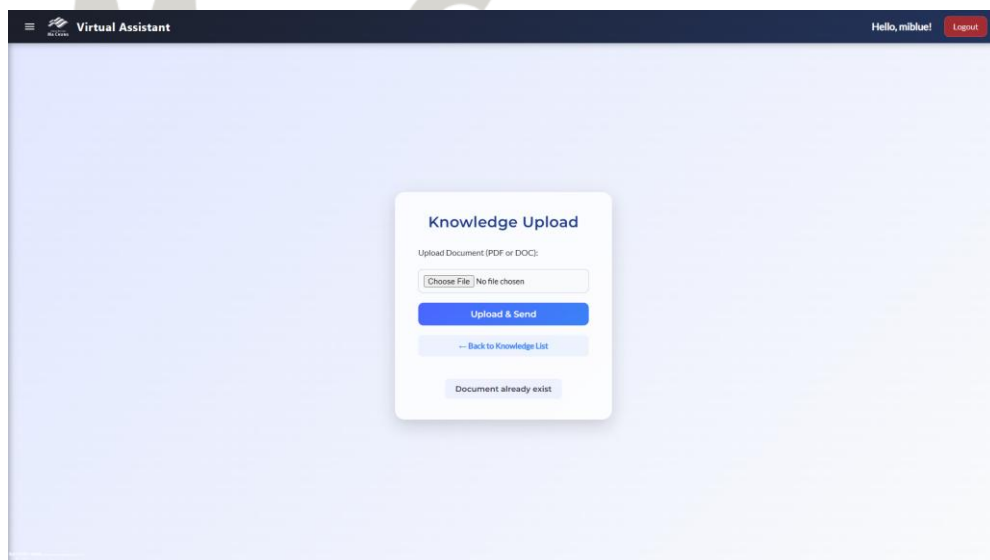 ≡ Virtual Assistant
Hello, miblue! Logout
Knowledge Upload
Upload Document (PDF or DOC):
Choose File No file chosen
Upload & Send
← Back to Knowledge List
Document already exist